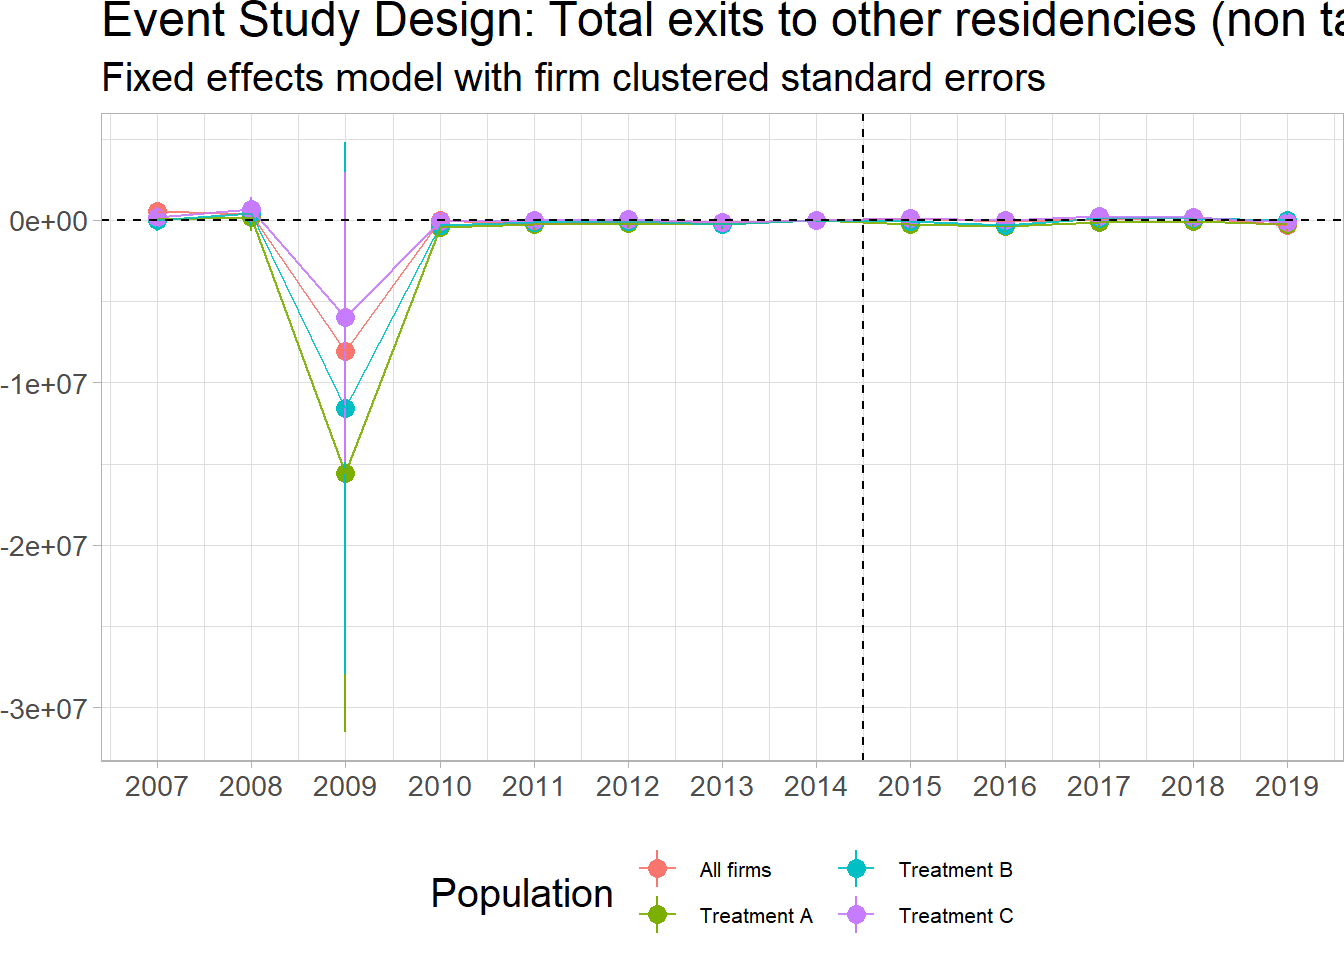 Event Study Design: Total exits to other residencies (non
Fixed effects model with firm clustered standard errors
0e+00
-1e+07
-2e+07
-3e+07
2007 2008 2009 2010 2011 2012 2013 2014 2015 2016 2017 2018 2019
Population
All firms
Treatment B
Treatment A
Treatment C